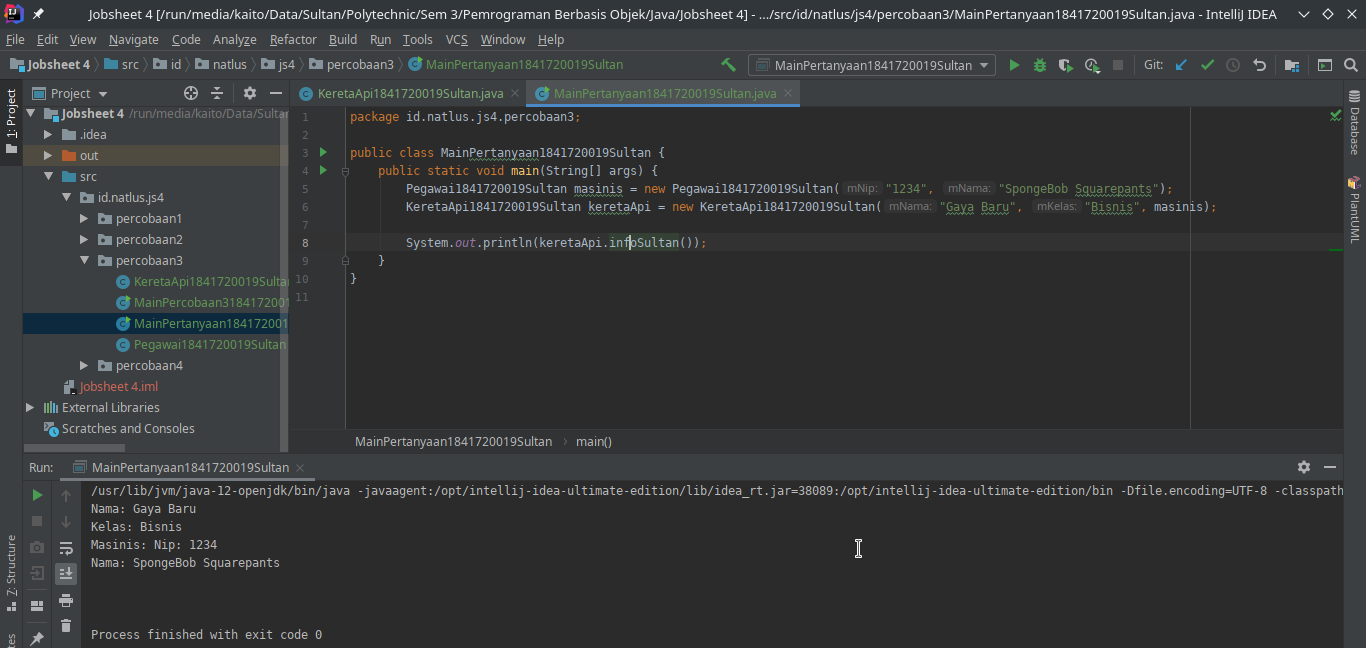 Jobsheet 4 [/run/media/kaito/Data/Sultan/Polytechnic/Sem 3/Pemrograman Berbasis Objek/Java/Jobsheet 4] - .../src/id/natlus/js4/percobaan3/MainPertanyaan1841720019Sultan.java - IntelliJ IDEA
File Edit View Navigate Code Analyze Refactor Build Run Tools VCS Window Help
Jobsheet 4 src id natlus js4 percobaan3 MainPertanyaan1841720019Sultan MainPertanyaan1841720019Sultan Git:
1: Project
Project
KeretaApi1841720019Sultan.java MainPertanyaan1841720019Sultan.java
Jobsheet 4 /run/media/kaito/Data/Sultan
.idea
out
src
id.natlus.js4
percobaan1
percobaan2
percobaan3
KeretaApi1841720019Sulta
MainPercobaan3184172001
MainPertanyaan184172001
Pegawai1841720019Sultan
percobaan4
Jobsheet 4.iml
External Libraries
Scratches and Consoles
1 package id.natlus.js4.percobaan3;
2
3 public class MainPertanyaan1841720019Sultan {
4 public static void main(String[] args) {
5 Pegawai1841720019Sultan masinis = new Pegawai1841720019Sultan( mNip: "1234", mNama: "SpongeBob Squarepants");
6 KeretaApi1841720019Sultan keretaApi = new KeretaApi1841720019Sultan( mNama: "Gaya Baru", mKelas: "Bisnis", masinis);
7
8 System.out.println(keretaApi.infoSultan());
9 }
10 }
11
MainPertanyaan1841720019Sultan main()
Database
PlantUML
Run: MainPertanyaan1841720019Sultan
/usr/lib/jvm/java-12-openjdk/bin/java -javaagent:/opt/intellij-idea-ultimate-edition/lib/idea_rt.jar=38089:/opt/intellij-idea-ultimate-edition/bin -Dfile.encoding=UTF-8 -classpath
Nama: Gaya Baru
Kelas: Bisnis
Masinis: Nip: 1234
Nama: SpongeBob Squarepants
Process finished with exit code 0
7: Structure